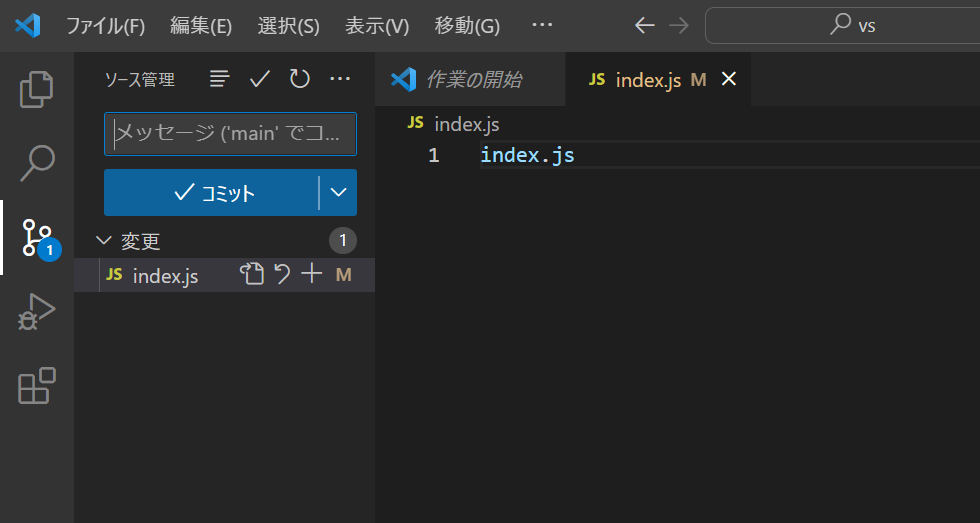 ファイル(F) 編集(E) 選択(S) 表示(V) 移動(G) ··· vs
ソース管理 ···
作業の開始
JS index.js M
JS index.js
メッセージ ('main' でコ...
1 index.js
コミット
変更 1
JS index.js M
1